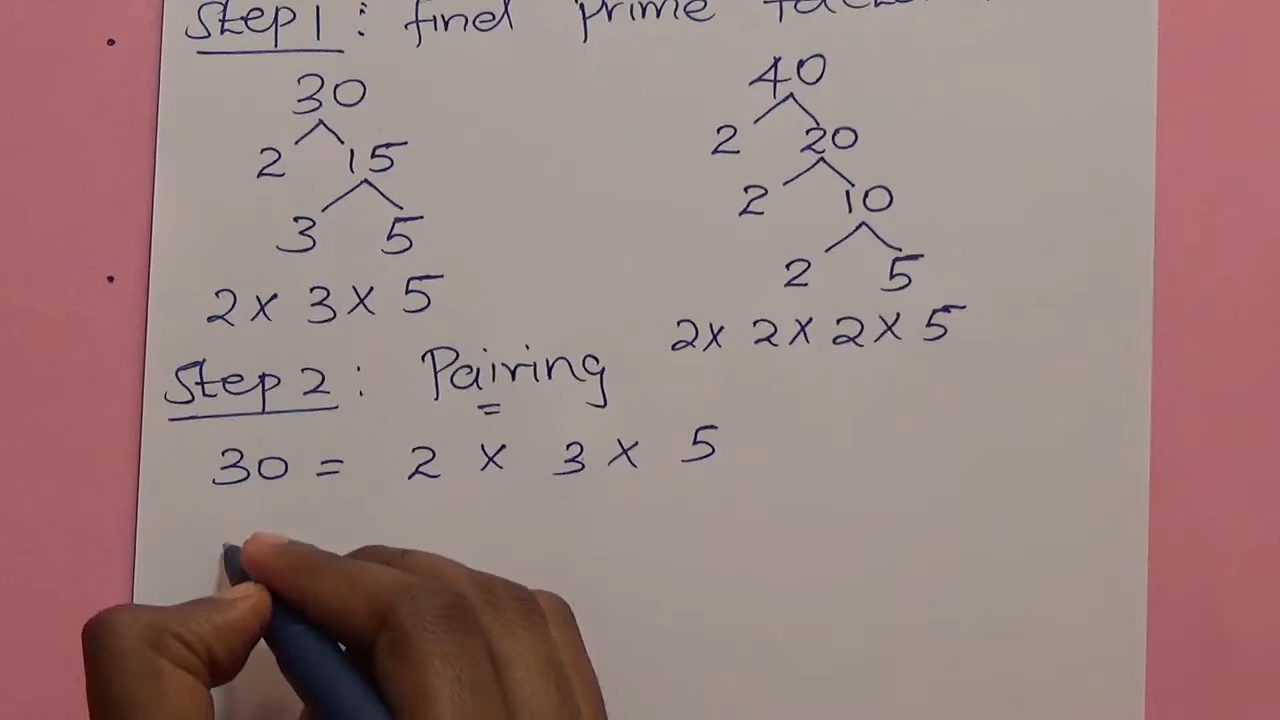 Step 1 : find prime
30
2 15
3 5
2 x 3 x 5
40
2 20
2 10
2 5
2x 2 x 2 x 5
Step 2 : Pairing
30 = 2 x 3 x 5